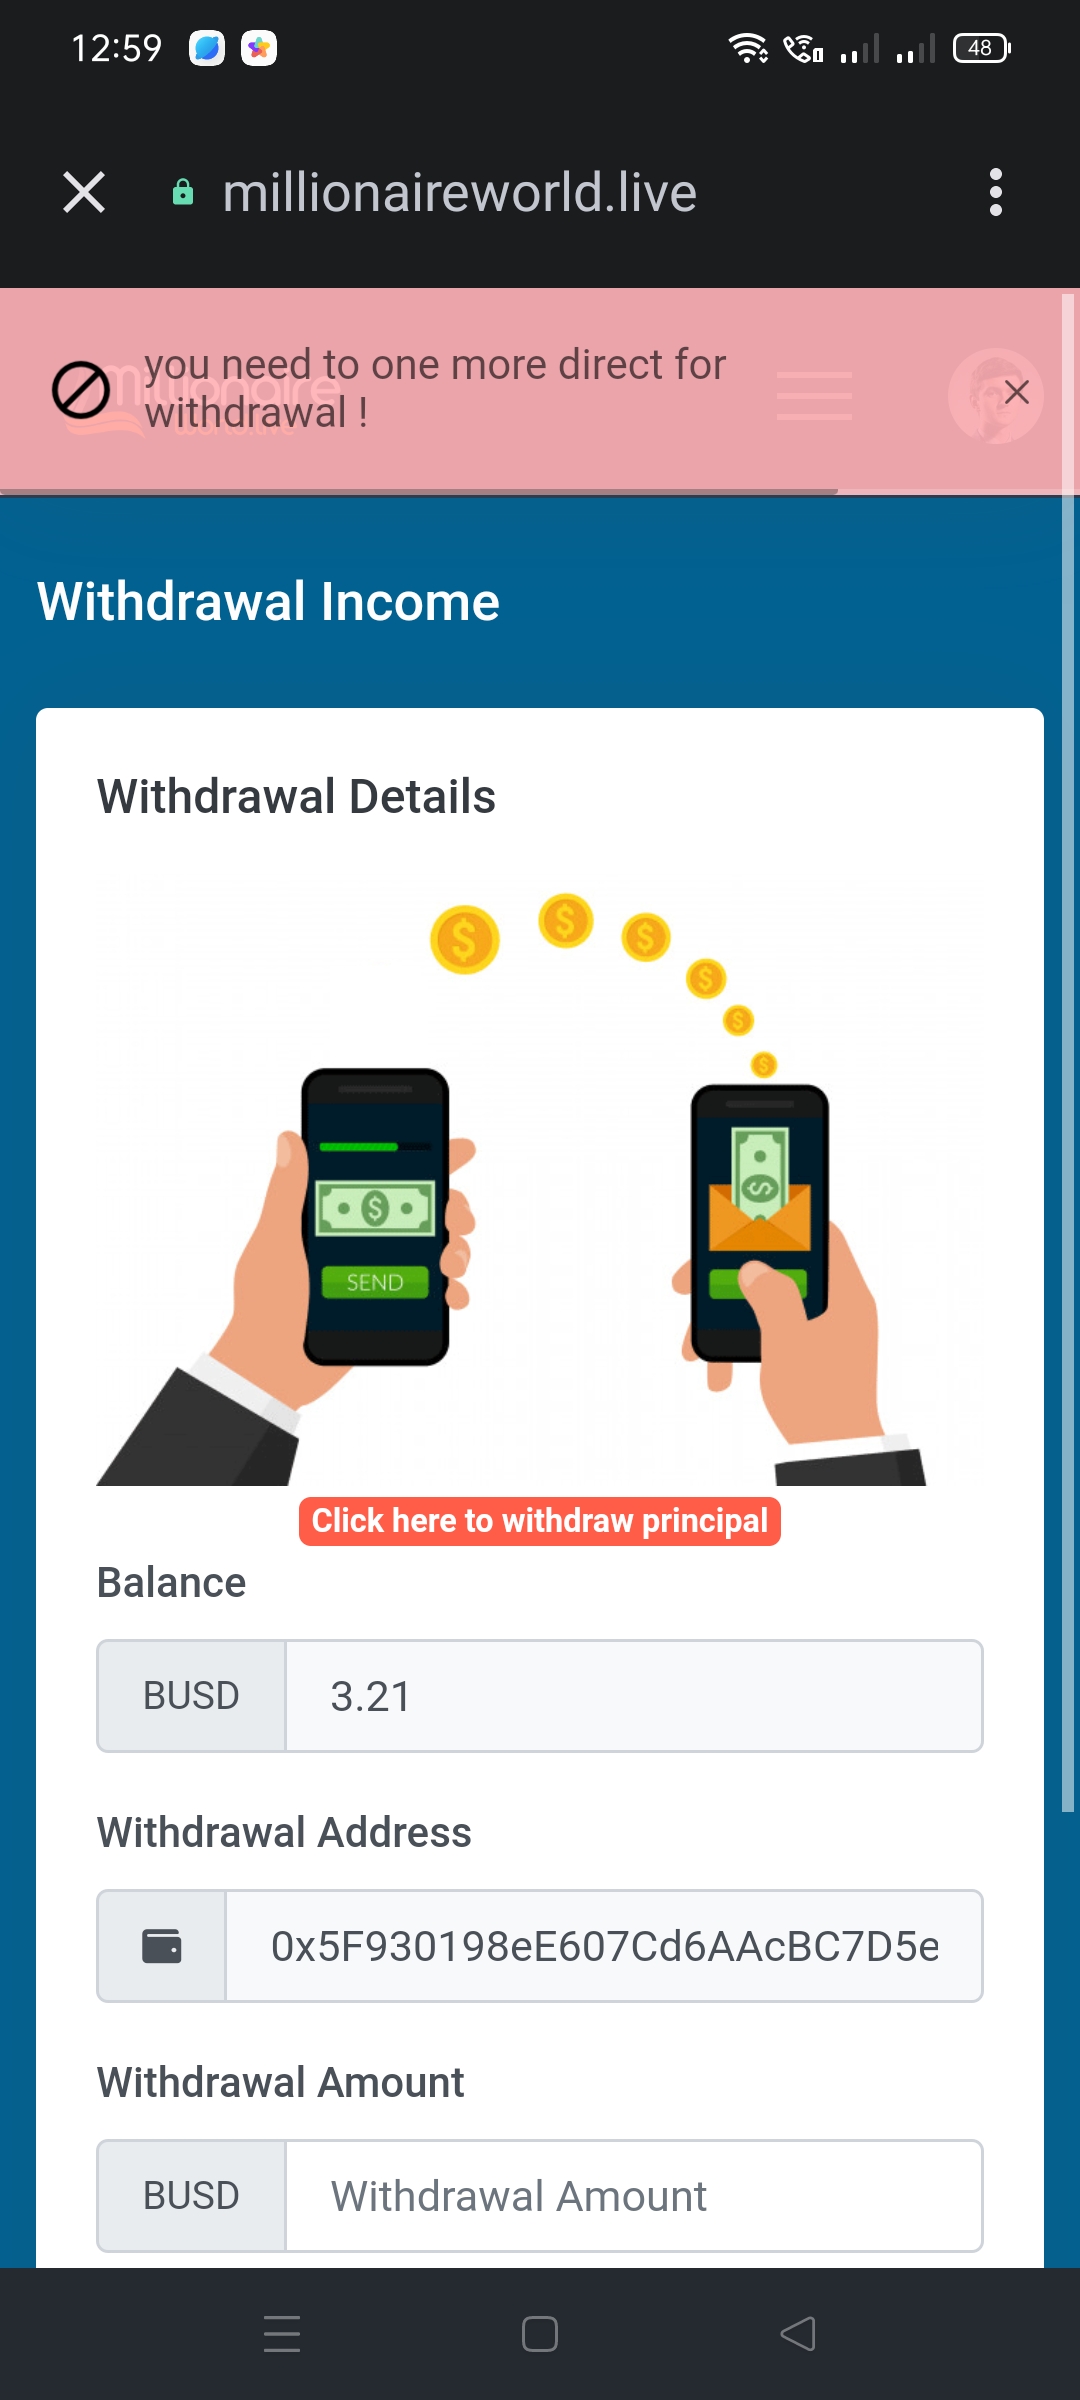 12:59
48
millionaireworld.live
you need to one more direct for
withdrawal !
Millionaire
Withdrawal Income
Withdrawal Details
SEND
Click here to withdraw principal
Balance
BUSD
3.21
Withdrawal Address
0x5F930198eE607Cd6AAcBC7D5e
Withdrawal Amount
BUSD
Withdrawal Amount